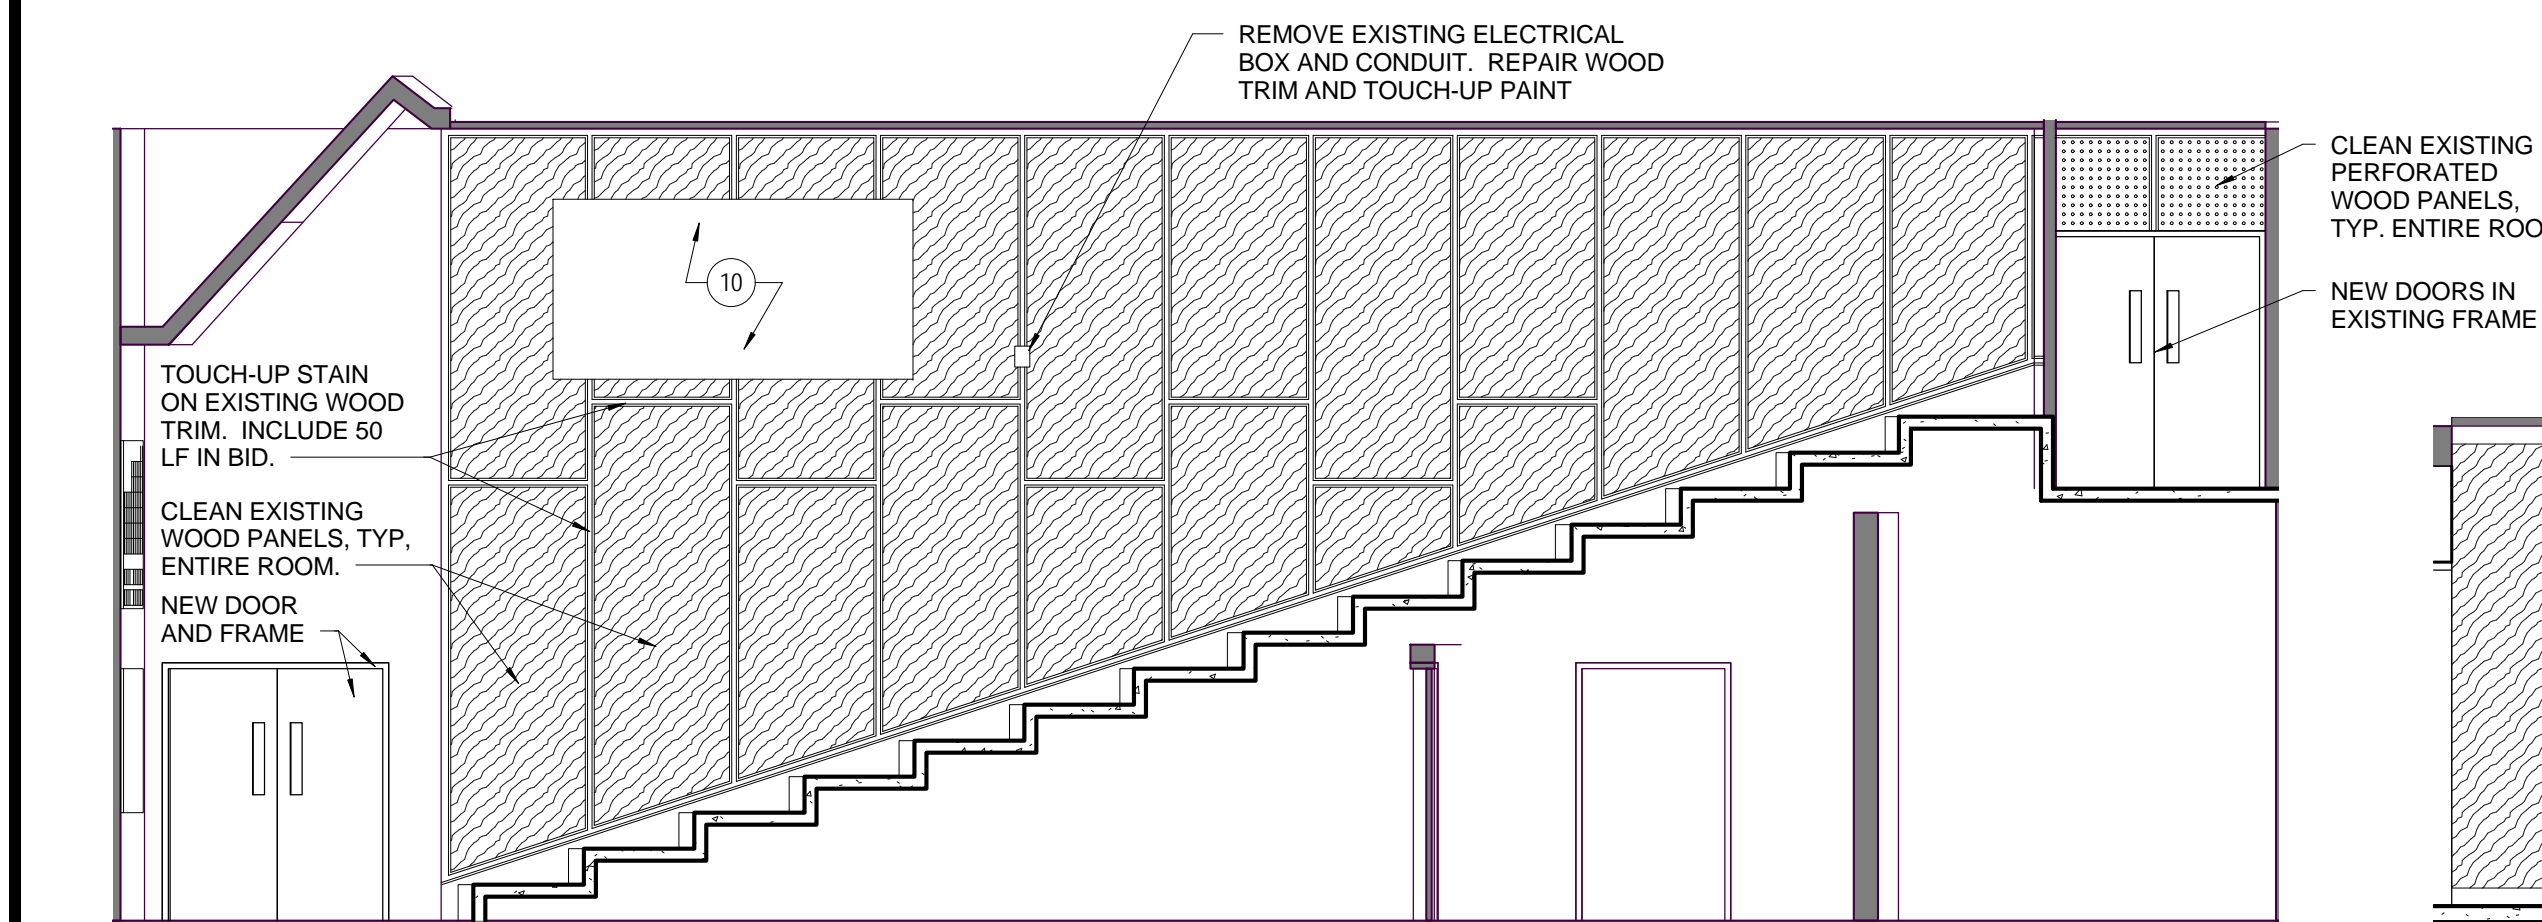 REMOVE EXISTING ELECTRICAL
BOX AND CONDUIT. REPAIR WOOD
TRIM AND TOUCH-UP PAINT
CLEAN EXISTING
PERFORATED
WOOD PANELS,
TYP. ENTIRE ROO
NEW DOORS IN
EXISTING FRAME
10
TOUCH-UP STAIN
ON EXISTING WOOD
TRIM. INCLUDE 50
LF IN BID.
CLEAN EXISTING
WOOD PANELS, TYP,
ENTIRE ROOM.
NEW DOOR
AND FRAME